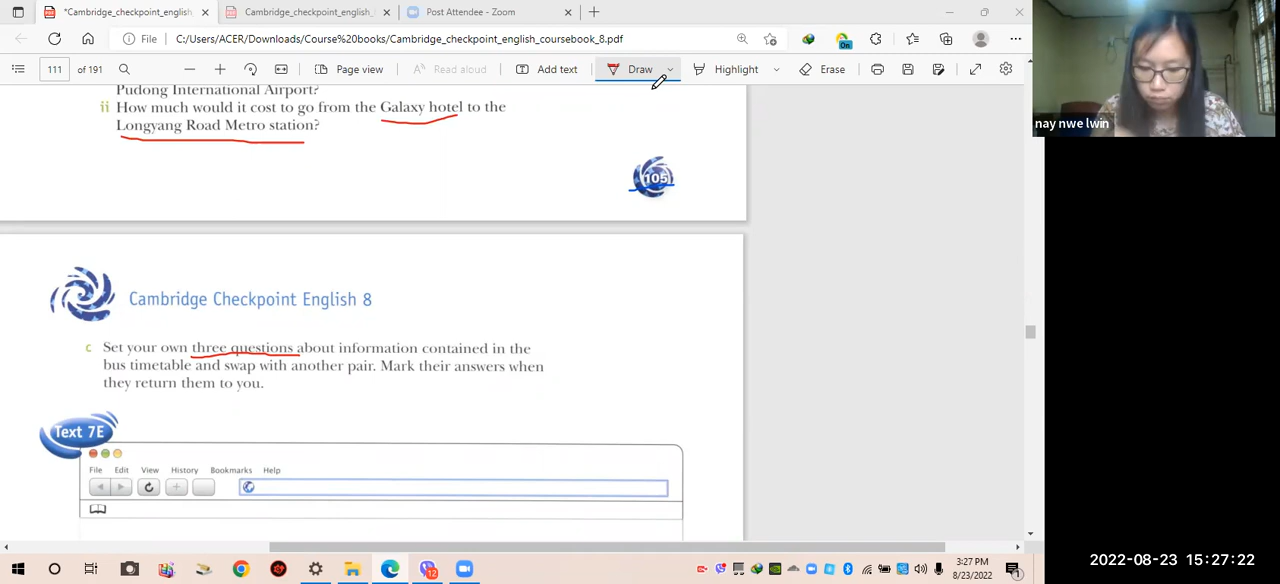 *Cambridge_checkpoint_english
Cambridge_checkpoint_english_
Post Attendee - Zoom
File
C:/Users/ACER/Downloads/Course%20books/Cambridge_checkpoint_english_coursebook_8.pdf
On
111 of 191
Page view
Read aloud
Add text
Draw
Highlight
Erase
nay nwe lwin
Pudong International Airport?
ii How much would it cost to go from the Galaxy hotel to the
Longyang Road Metro station?
105
Cambridge Checkpoint English 8
c Set your own three questions about information contained in the
bus timetable and swap with another pair. Mark their answers when
they return them to you.
Text 7E
File Edit View History Bookmarks Help
12
3:27 PM
8/23/2022
1
2022-08-23 15:27:22